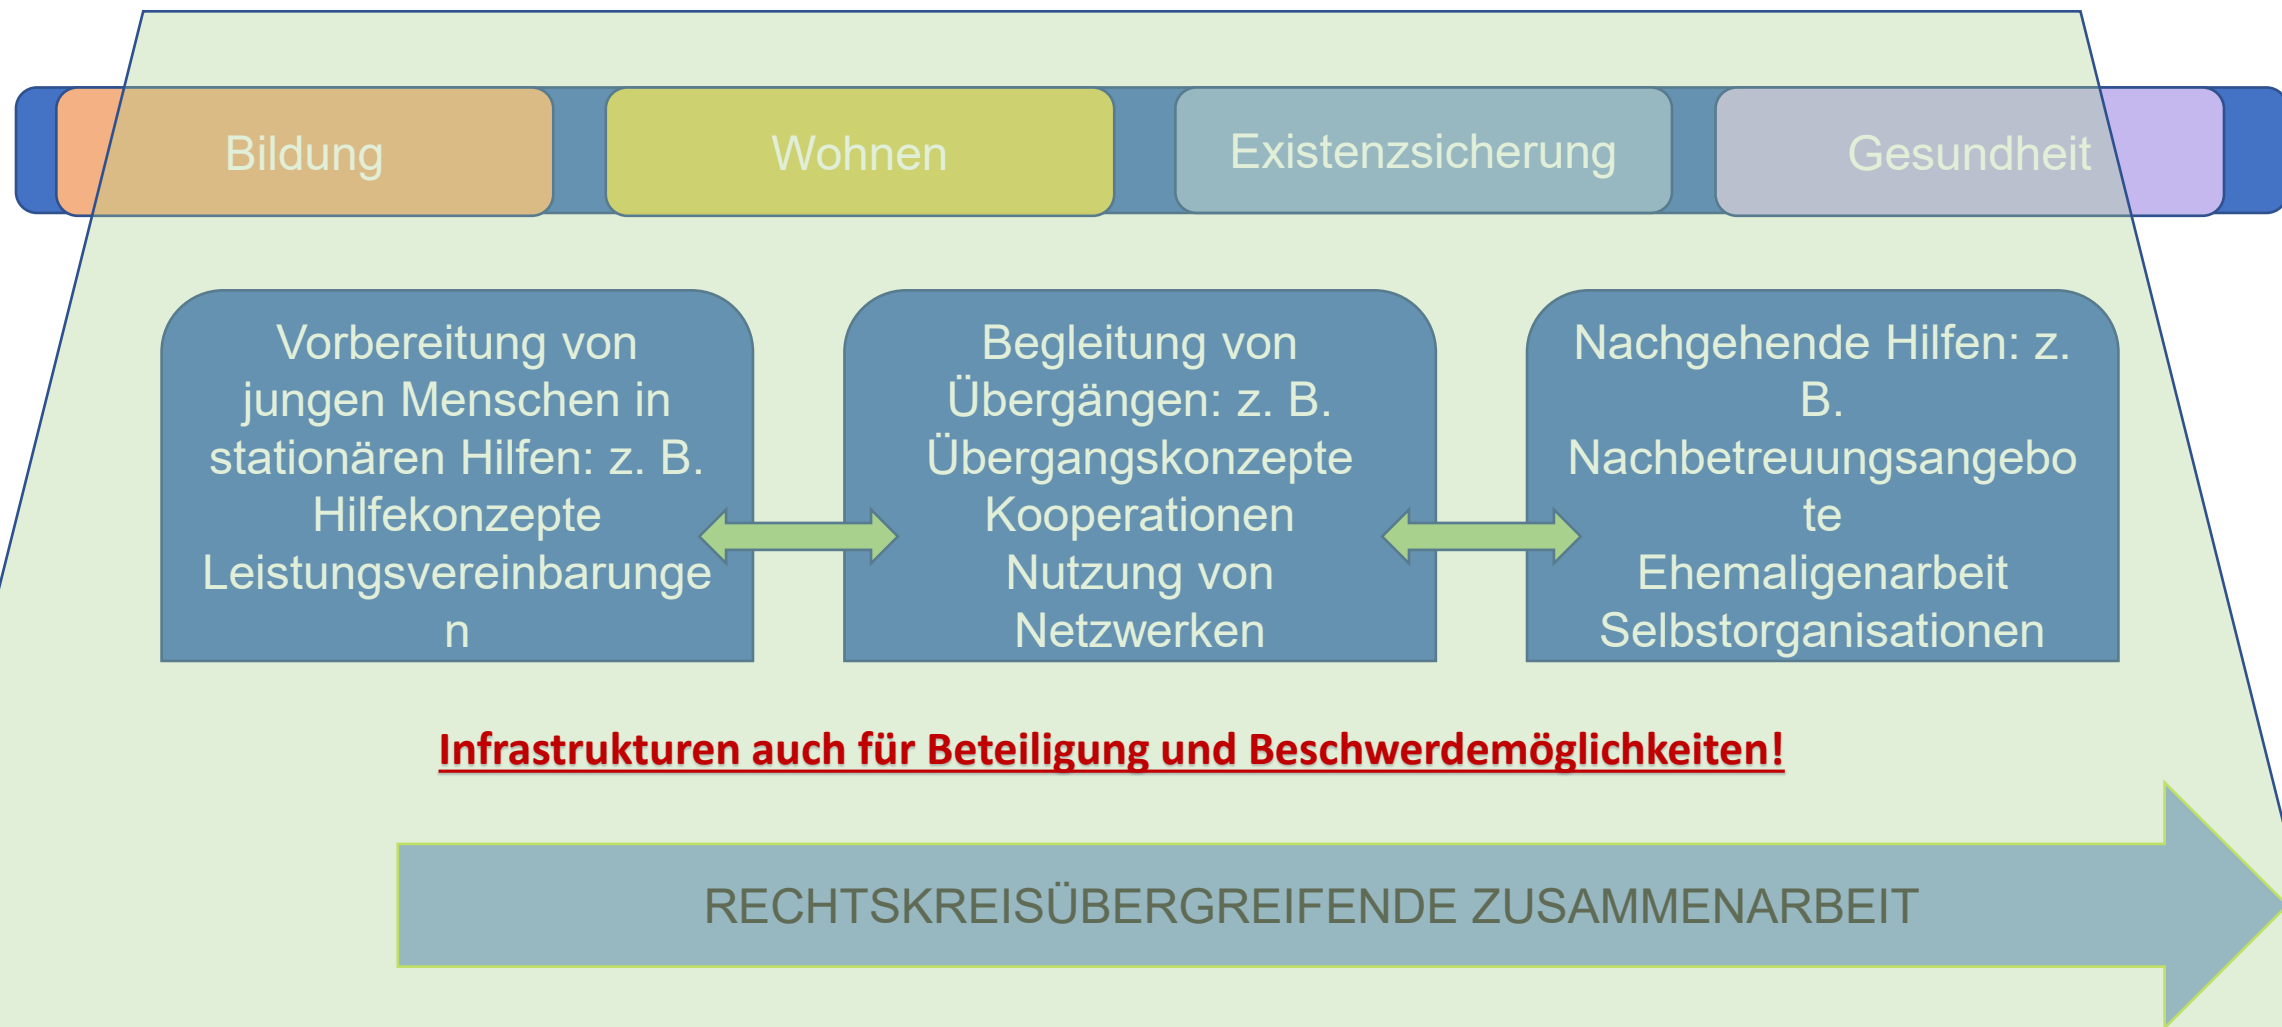 Bildung
Wohnen
Existenzsicherung
Gesundheit
Vorbereitung von
jungen Menschen in
stationären Hilfen: z. B.
Hilfekonzepte
Leistungsvereinbarunge
n
Begleitung von
Übergängen: z. B.
Übergangskonzepte
Kooperationen
Nutzung von
Netzwerken
Nachgehende Hilfen: z.
B.
Nachbetreuungsangebo
te
Ehemaligenarbeit
Selbstorganisationen
Infrastrukturen auch für Beteiligung und Beschwerdemöglichkeiten!
RECHTSKREISÜBERGREIFENDE ZUSAMMENARBEIT